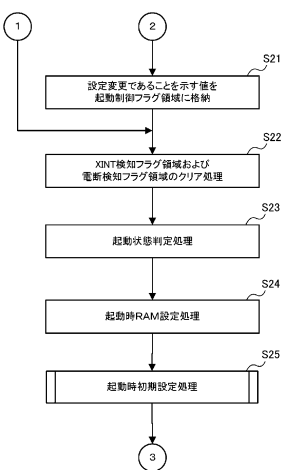 1
2
S21
設定変更であることを示す値を
起動制御フラグ領域に格納
S22
XINT検知フラグ領域および
電断検知フラグ領域のクリア処理
S23
起動状態判定処理
S24
起動時RAM設定処理
S25
起動時初期設定処理
3